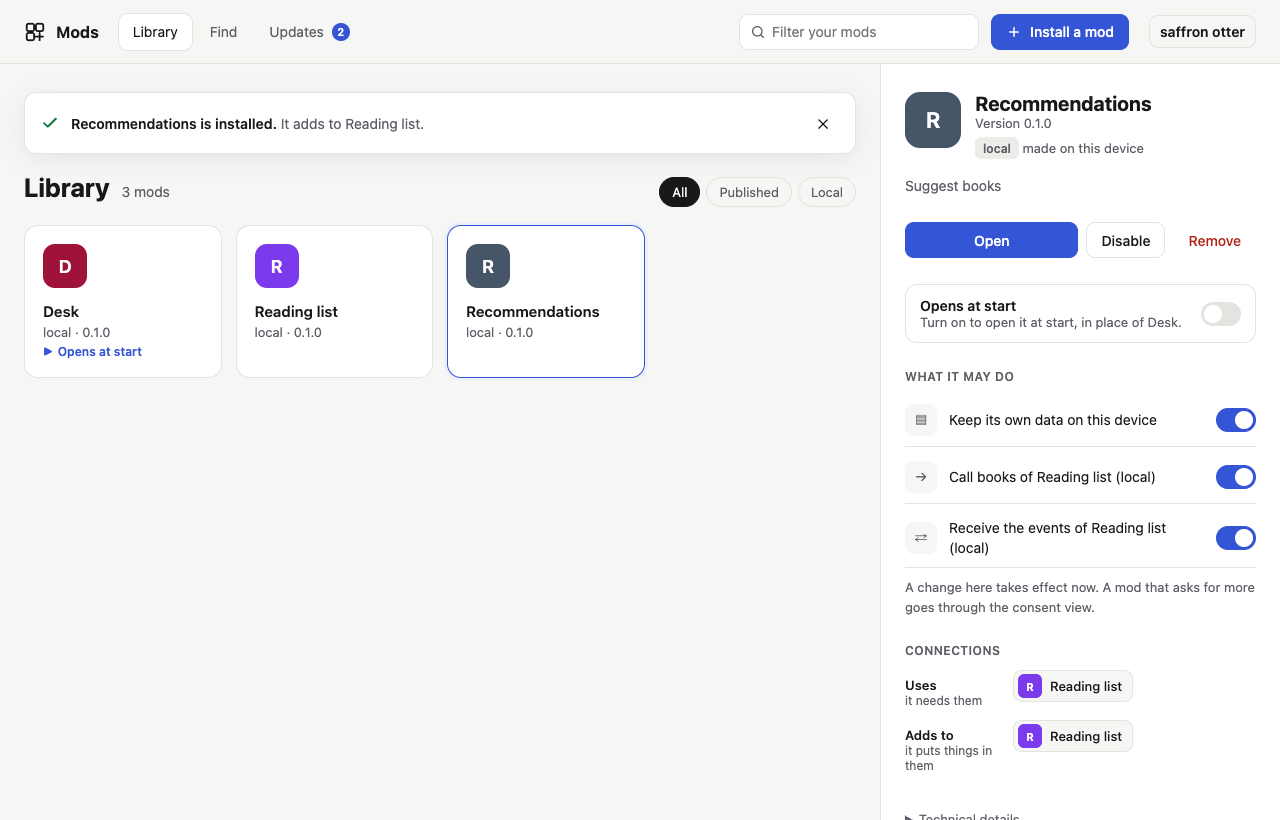 Mods
Library
Find
Updates 2
Filter your mods
Install a mod
saffron otter
Recommendations is installed. It adds to Reading list.
Library
3 mods
All
Published
Local
D
Desk
local · 0.1.0
Opens at start
R
Reading list
local · 0.1.0
R
Recommendations
local · 0.1.0
R
Recommendations
Version 0.1.0
local made on this device
Suggest books
Open
Disable
Remove
Opens at start
Turn on to open it at start, in place of Desk.
WHAT IT MAY DO
Keep its own data on this device
Call books of Reading list (local)
Receive the events of Reading list
(local)
A change here takes effect now. A mod that asks for more
goes through the consent view.
CONNECTIONS
Uses
it needs them
R Reading list
Adds to
it puts things in
them
R Reading list
Technical details